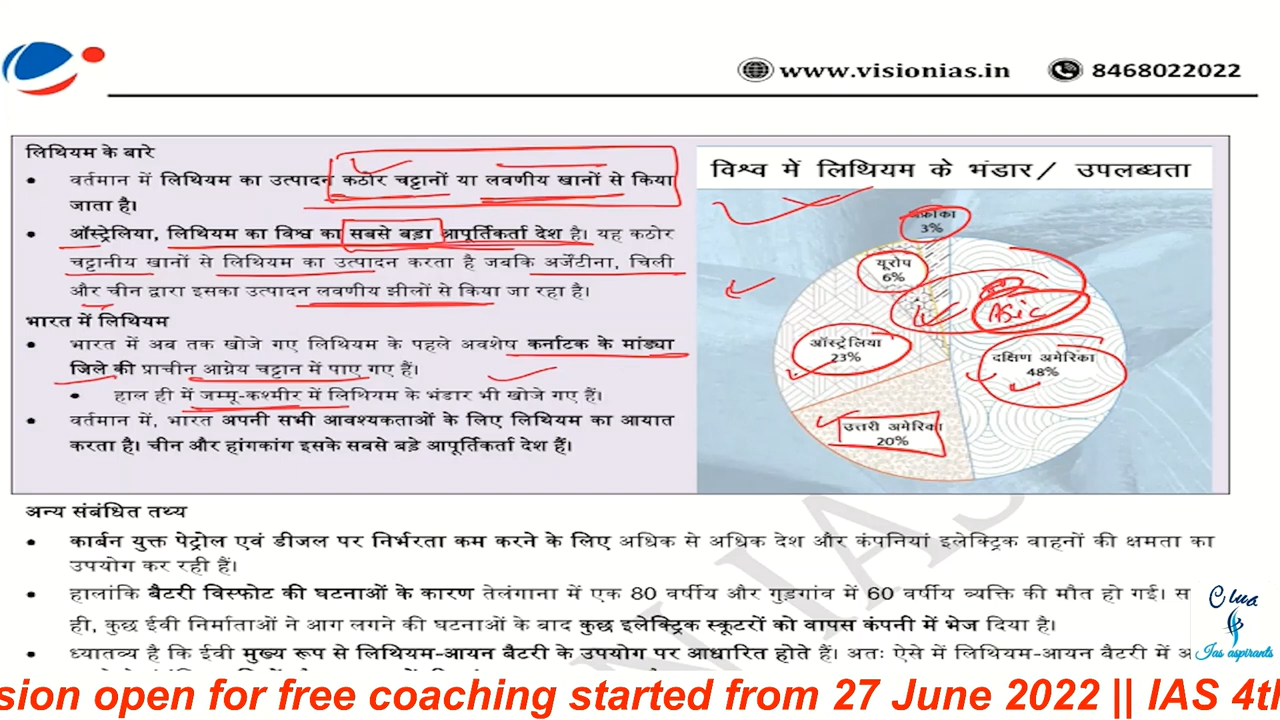 www.visionias.in
8468022022
लिथियम के बारे
• वर्तमान में लिथियम का उत्पादन कठोर चट्टानों या लवणीय खानों से किया
जाता है।
• ऑस्ट्रेलिया, लिथियम का विश्व का सबसे बड़ा आपूर्तिकर्ता देश है। यह कठोर
चट्टानीय खानों से लिथियम का उत्पादन करता है जबकि अर्जेंटीना, चिली
और चीन द्वारा इसका उत्पादन लवणीय झीलों से किया जा रहा है।
भारत में लिथियम
• भारत में अब तक खोजे गए लिथियम के पहले अवशेष कर्नाटक के मांड्या
जिले की प्राचीन आग्नेय चट्टान में पाए गए हैं।
• हाल ही में जम्मू-कश्मीर में लिथियम के भंडार भी खोजे गए हैं।
• वर्तमान में, भारत अपनी सभी आवश्यकताओं के लिए लिथियम का आयात
करता है। चीन और हांगकांग इसके सबसे बड़े आपूर्तिकर्ता देश हैं।
विश्व में लिथियम के भंडार/ उपलब्धता
अफ्रीका
3%
यूरोप
6%
Asia
ऑस्ट्रेलिया
23%
दक्षिण अमेरिका
48%
उत्तरी अमेरिका
20%
अन्य संबंधित तथ्य
• कार्बन युक्त पेट्रोल एवं डीजल पर निर्भरता कम करने के लिए अधिक से अधिक देश और कंपनियां इलेक्ट्रिक वाहनों की क्षमता का
उपयोग कर रही हैं।
• हालांकि बैटरी विस्फोट की घटनाओं के कारण तेलंगाना में एक 80 वर्षीय और गुड़गांव में 60 वर्षीय व्यक्ति की मौत हो गई। स
ही, कुछ ईवी निर्माताओं ने आग लगने की घटनाओं के बाद कुछ इलेक्ट्रिक स्कूटरों को वापस कंपनी में भेज दिया है।
• ध्यातव्य है कि ईवी मुख्य रूप से लिथियम-आयन बैटरी के उपयोग पर आधारित होते हैं। अतः ऐसे में लिथियम-आयन बैटरी में अ
N IAS
Ias aspirants
sion open for free coaching started from 27 June 2022 || IAS 4th